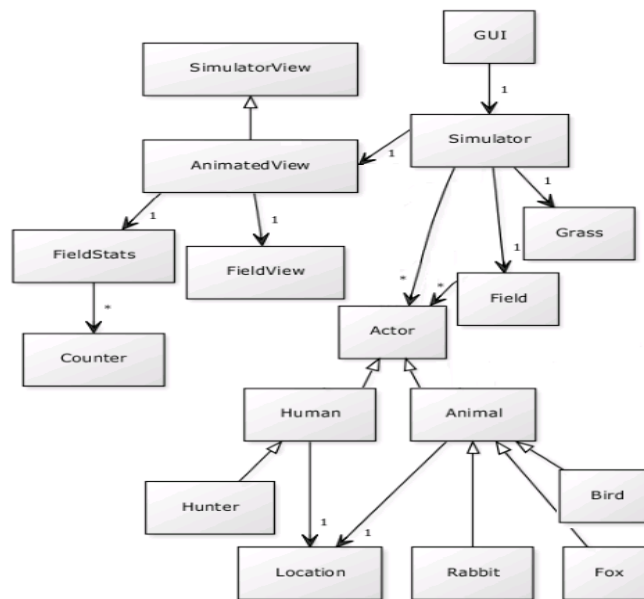 GUI
SimulatorView
1
Simulator
AnimatedView
1
1
1
1
Grass
FieldStats
FieldView
1
*
*
Field
*
Actor
Counter
Human
Animal
Hunter
Bird
1
1
Location
Rabbit
Fox